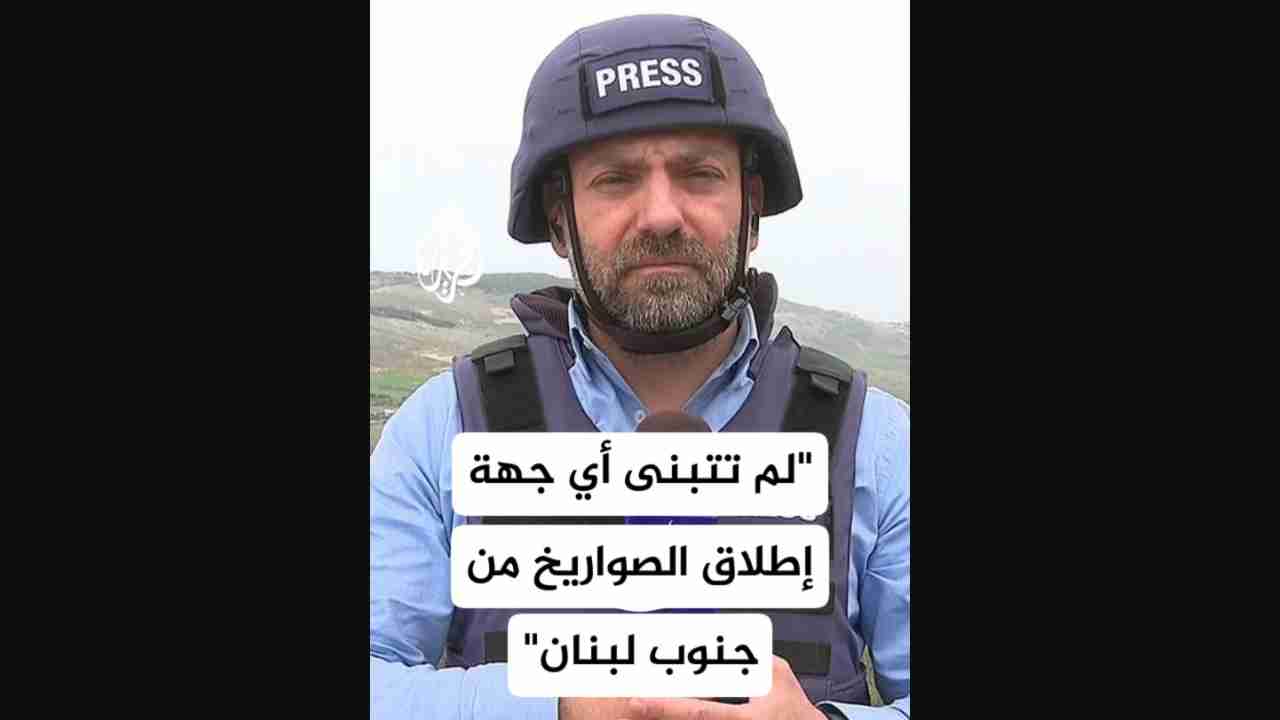 PRESS
"لم تتبنى أي جهة
إطلاق الصواريخ من
جنوب لبنان"